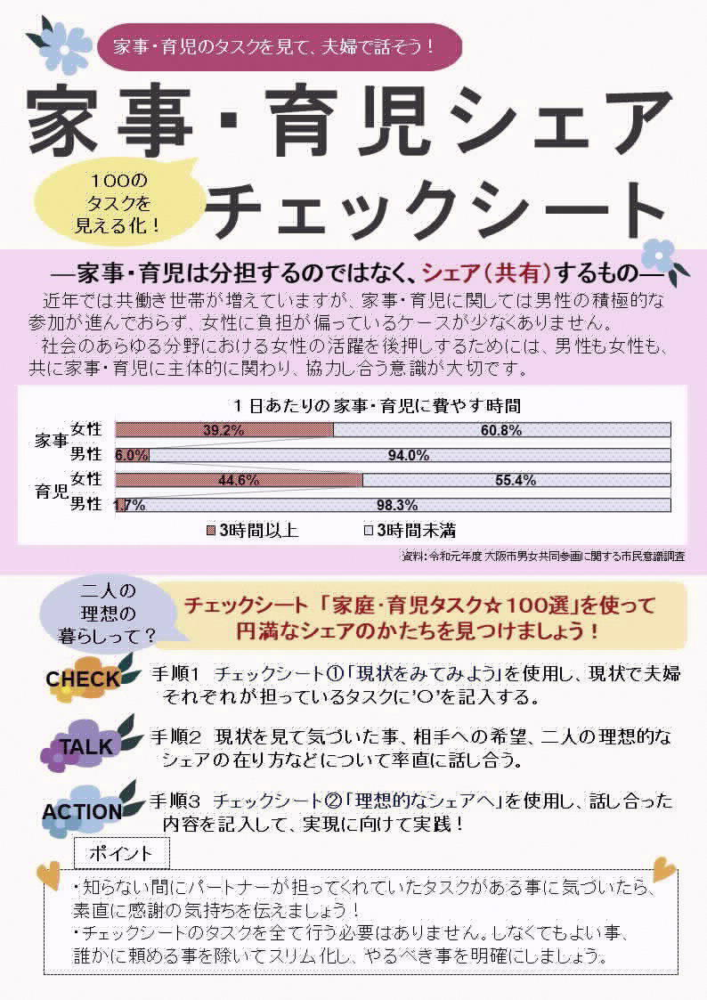 家事・育児のタスクを見て、夫婦で話そう！
家事・育児シェア
100の
タスクを
見える化！
チェックシート
―家事・育児は分担するのではなく、シェア（共有）するもの―
近年では共働き世帯が増えていますが、家事・育児に関しては男性の積極的な
参加が進んでおらず、女性に負担が偏っているケースが少なくありません。
社会のあらゆる分野における女性の活躍を後押しするためには、男性も女性も、
共に家事・育児に主体的に関わり、協力し合う意識が大切です。
１日あたりの家事・育児に費やす時間
家事
女性 39.2% 60.8%
男性 6.0% 94.0%
育児
女性 44.6% 55.4%
男性 1.7% 98.3%
3時間以上 3時間未満
資料：令和元年度 大阪市男女共同参画に関する市民意識調査
二人の
理想の
暮らしって？
チェックシート「家庭・育児タスク☆100選」を使って
円満なシェアのかたちを見つけましょう！
CHECK
手順1 チェックシート①「現状をみてみよう」を使用し、現状で夫婦
それぞれが担っているタスクに’○’を記入する。
TALK
手順2 現状を見て気づいた事、相手への希望、二人の理想的な
シェアの在り方などについて率直に話し合う。
ACTION
手順3 チェックシート②「理想的なシェアへ」を使用し、話し合った
内容を記入して、実現に向けて実践！
ポイント
・知らない間にパートナーが担ってくれていたタスクがある事に気づいたら、
素直に感謝の気持ちを伝えましょう！
・チェックシートのタスクを全て行う必要はありません。しなくてもよい事、
誰かに頼める事を除いてスリム化し、やるべき事を明確にしましょう。